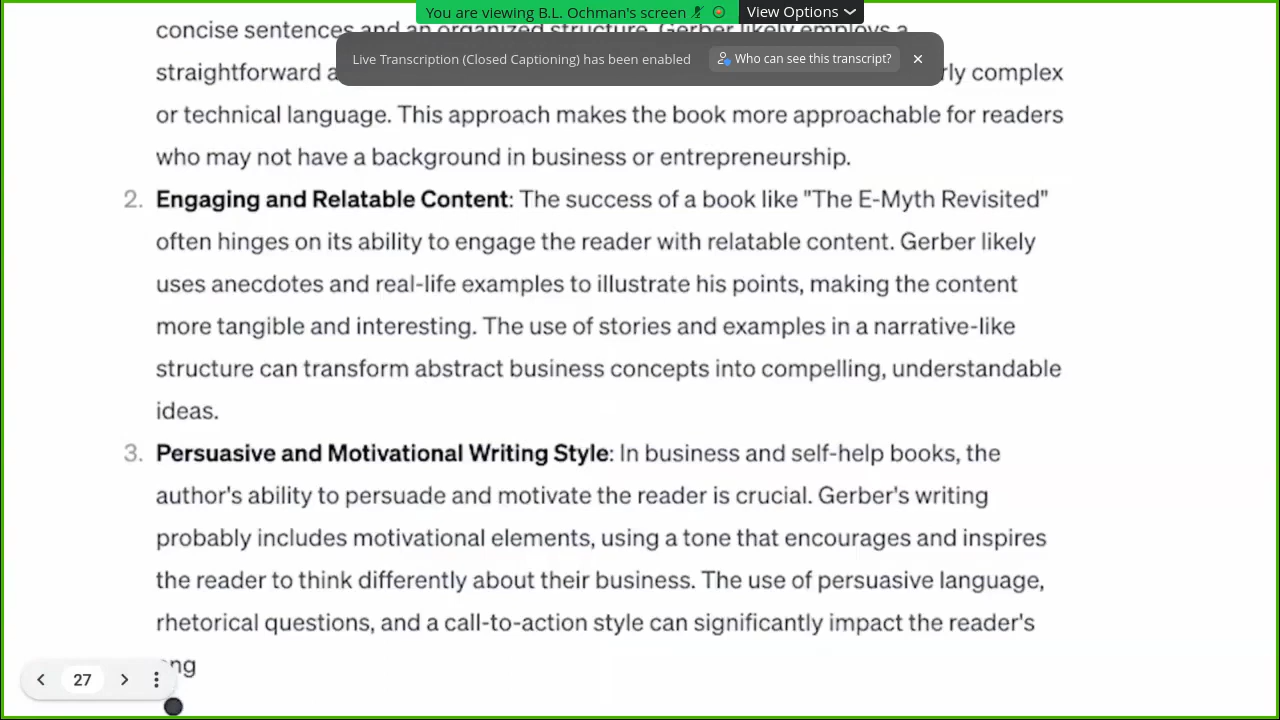 You are viewing B.L. Ochman's screen
View Options
concise sentences and an organized structure. Gerber likely employs a
Live Transcription (Closed Captioning) has been enabled
Who can see this transcript?
straightforward a
rly complex
or technical language. This approach makes the book more approachable for readers
who may not have a background in business or entrepreneurship.
2. Engaging and Relatable Content: The success of a book like "The E-Myth Revisited"
often hinges on its ability to engage the reader with relatable content. Gerber likely
uses anecdotes and real-life examples to illustrate his points, making the content
more tangible and interesting. The use of stories and examples in a narrative-like
structure can transform abstract business concepts into compelling, understandable
ideas.
3. Persuasive and Motivational Writing Style: In business and self-help books, the
author's ability to persuade and motivate the reader is crucial. Gerber's writing
probably includes motivational elements, using a tone that encourages and inspires
the reader to think differently about their business. The use of persuasive language,
rhetorical questions, and a call-to-action style can significantly impact the reader's
ng
27